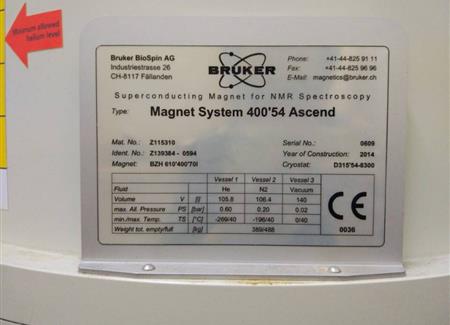 Minimum allowed
helium level
Bruker BioSpin AG
Industriestrasse 26
CH-8117 Fällanden
BRUKER
Phone: +41-44-825 91 11
Fax: +41-44-825 96 96
E-Mail: magnetics@bruker.ch
Superconducting Magnet for NMR Spectroscopy
Type: Magnet System 400'54 Ascend
Mat. No.: Z115310 Serial No.: 0609
Ident. No.: Z139384 - 0594 Year of Construction: 2014
Magnet: BZH 610'400'70I Cryostat: D315'54-8300
Vessel 1 Vessel 2 Vessel 3
Fluid He N2 Vacuum
Volume V [l] 105.8 106.4 140
max. All. Pressure PS [bar] 0.60 0.20 0.02
min./max. Temp. TS [°C] -269/40 -196/40 0/40
Weight tot. empty/full [kg] 389/488
CE
0036